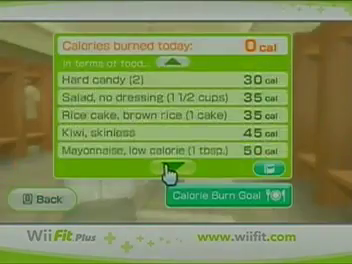 Calories burned today: 0 cal
In terms of food...
Hard candy (2) 30 cal
Salad, no dressing (1 1/2 cups) 35 cal
Rice cake, brown rice (1 cake) 35 cal
Kiwi, skinless 45 cal
Mayonnaise, low calorie (1 tbsp.) 50 cal
Calorie Burn Goal
B Back
Wii Fit Plus www.wiifit.com